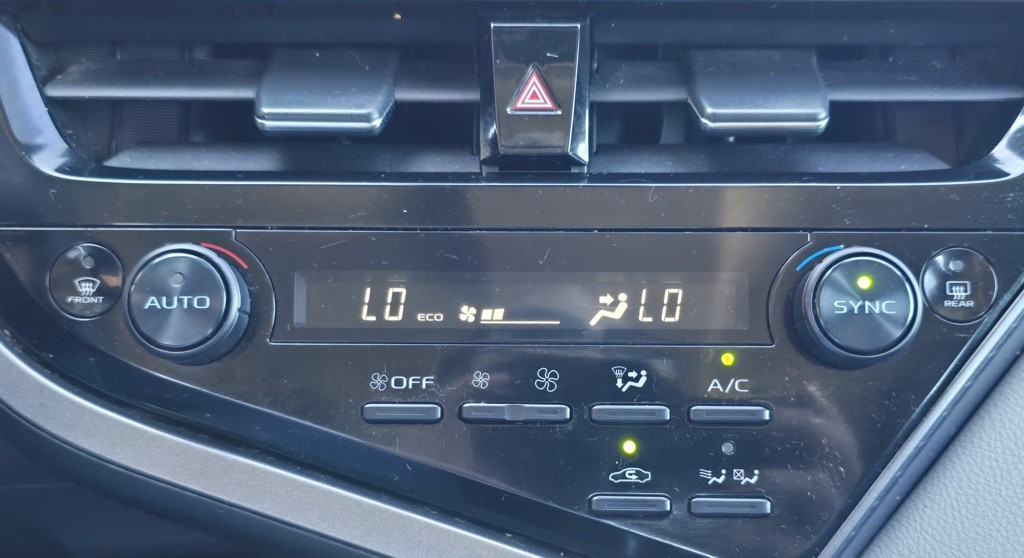 FRONT
AUTO
LO ECO LO
SYNC
REAR
OFF
A/C